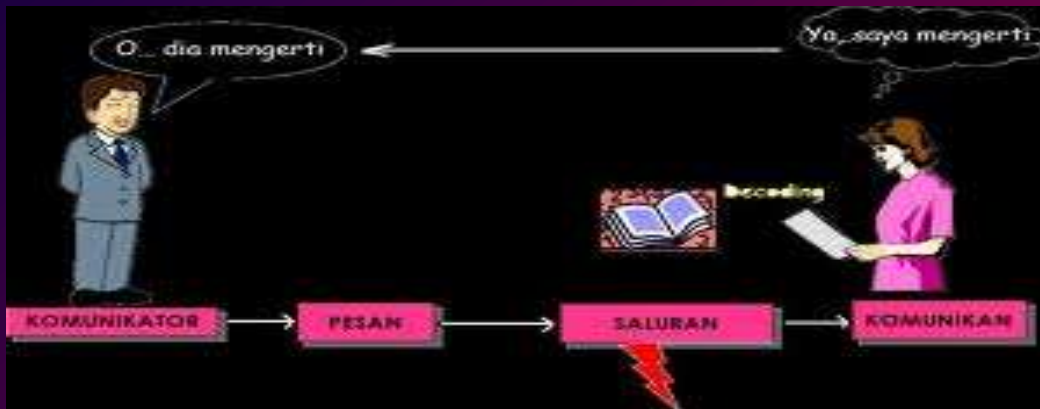 O... dia mengerti
Ya, saya mengerti
Decoding
KOMUNIKATOR
PESAN
SALURAN
KOMUNIKAN